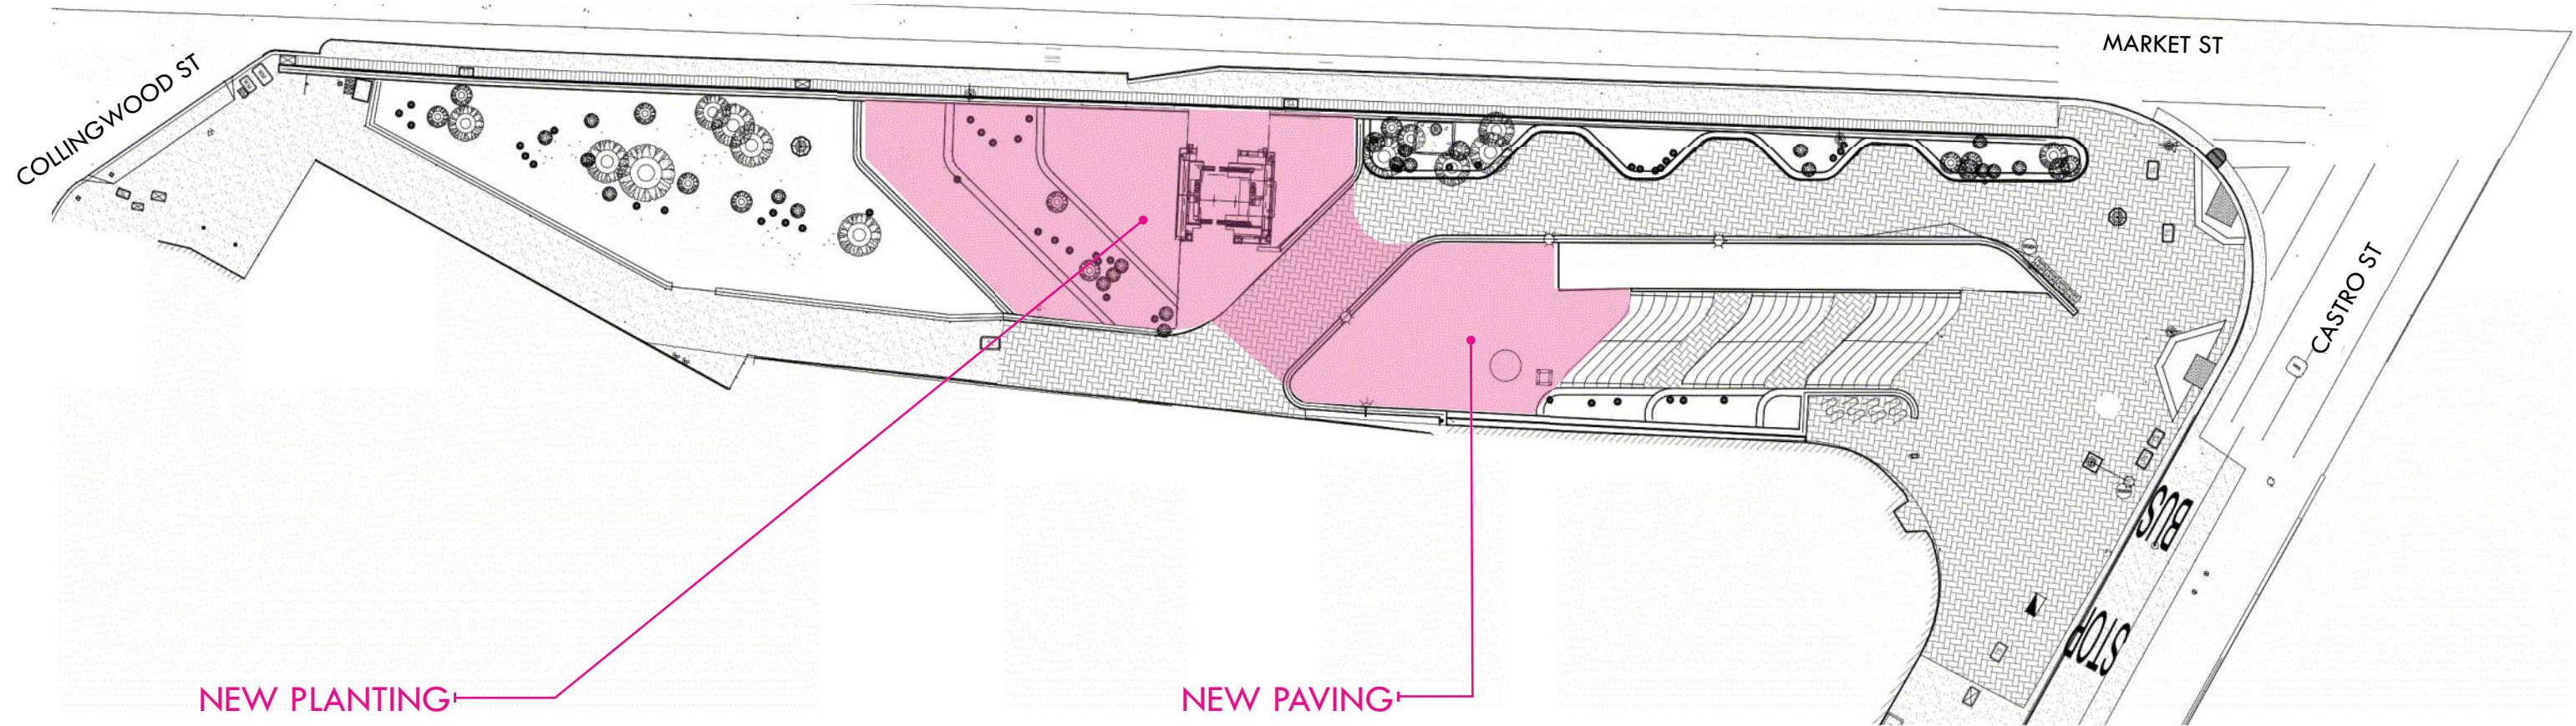 MARKET ST
COLLINGWOOD ST
CASTRO ST
BUS
STOP
NEW PLANTING
NEW PAVING